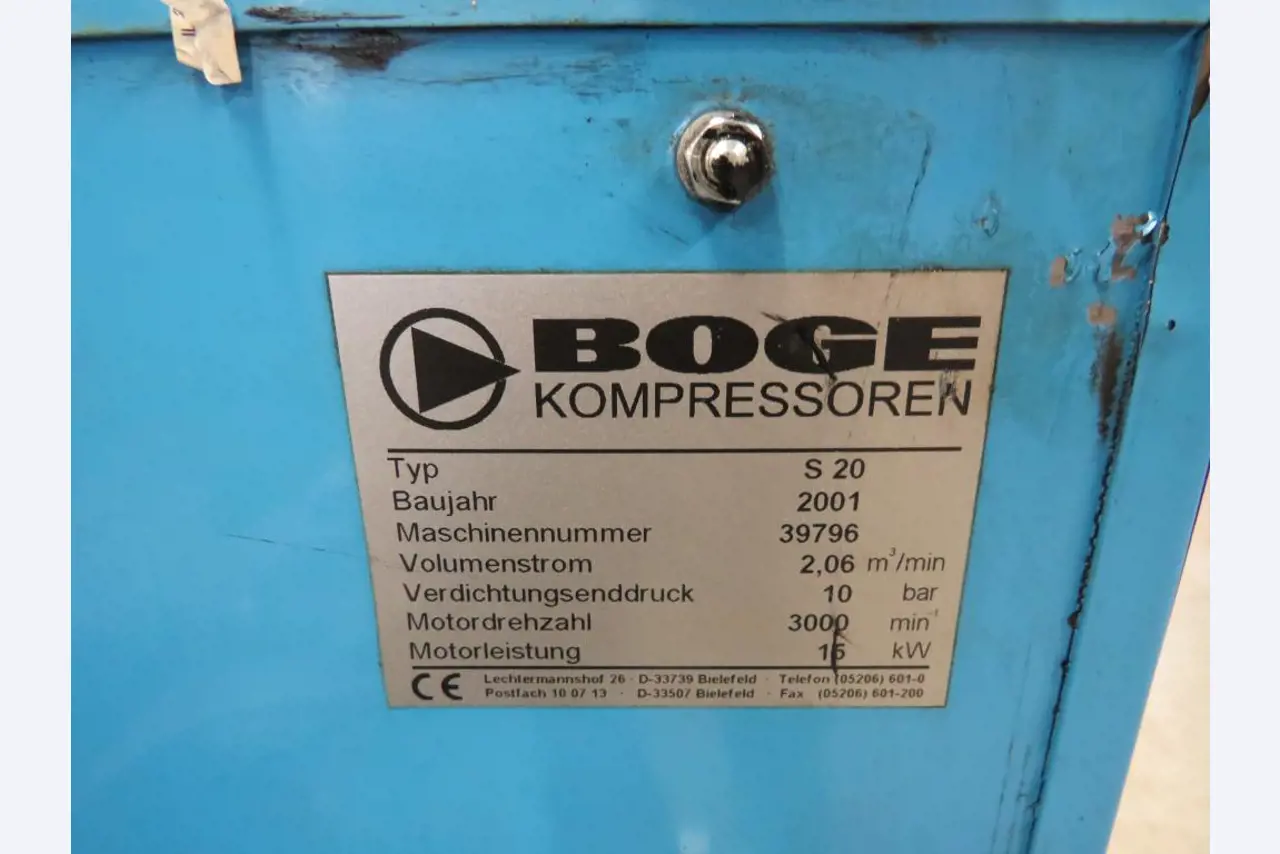 BOGE
KOMPRESSOREN
Typ S 20
Baujahr 2001
Maschinennummer 39796
Volumenstrom 2,06 m³/min
Verdichtungsenddruck 10 bar
Motordrehzahl 3000 min⁻¹
Motorleistung 15 kW
CE Lechtermannshof 26 · D-33739 Bielefeld · Telefon (05206) 601-0
Postfach 10 07 13 · D-33507 Bielefeld · Fax (05206) 601-200